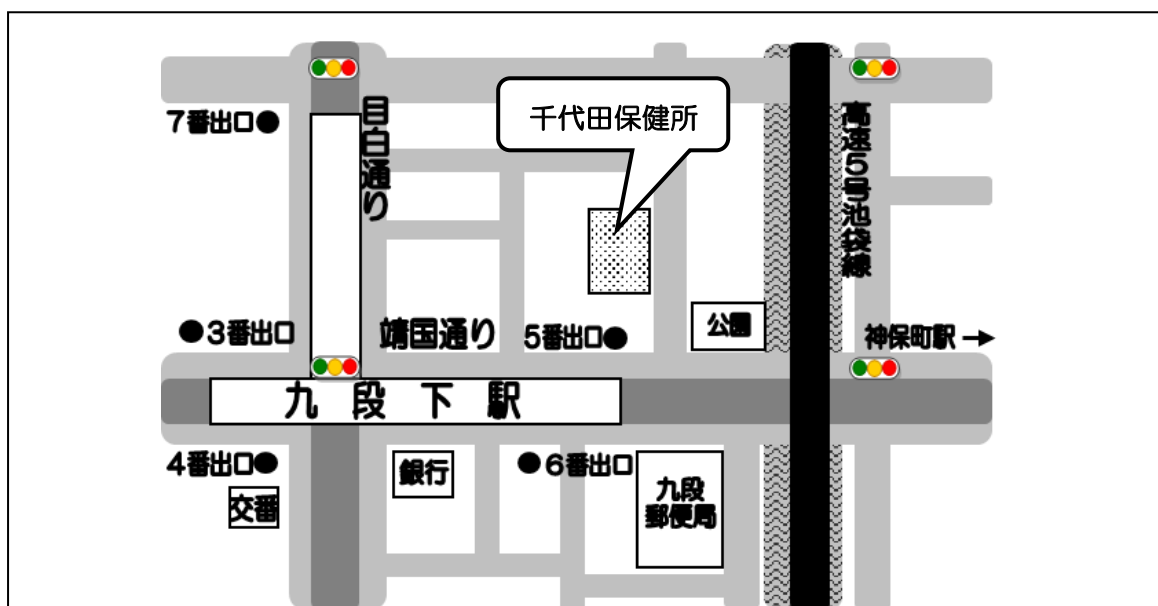 千代田保健所
7番出口●
目白通り
高速5号池袋線
●3番出口
靖国通り
5番出口●
公園
神保町駅→
九段下駅
4番出口●
交番
銀行
●6番出口
九段
郵便局